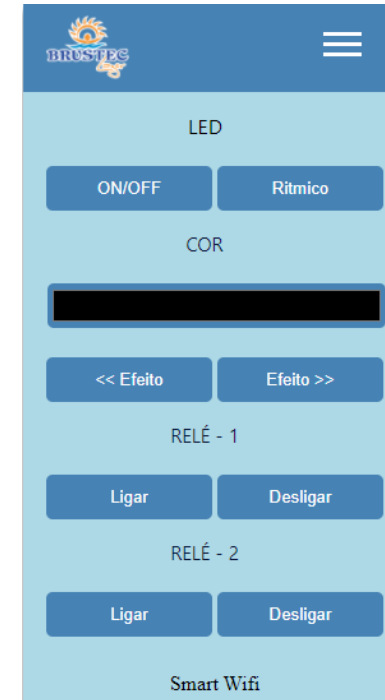 BRUSTEC
LED
ON/OFF Ritmico
COR
<< Efeito Efeito >>
RELÉ - 1
Ligar Desligar
RELÉ - 2
Ligar Desligar
Smart Wifi